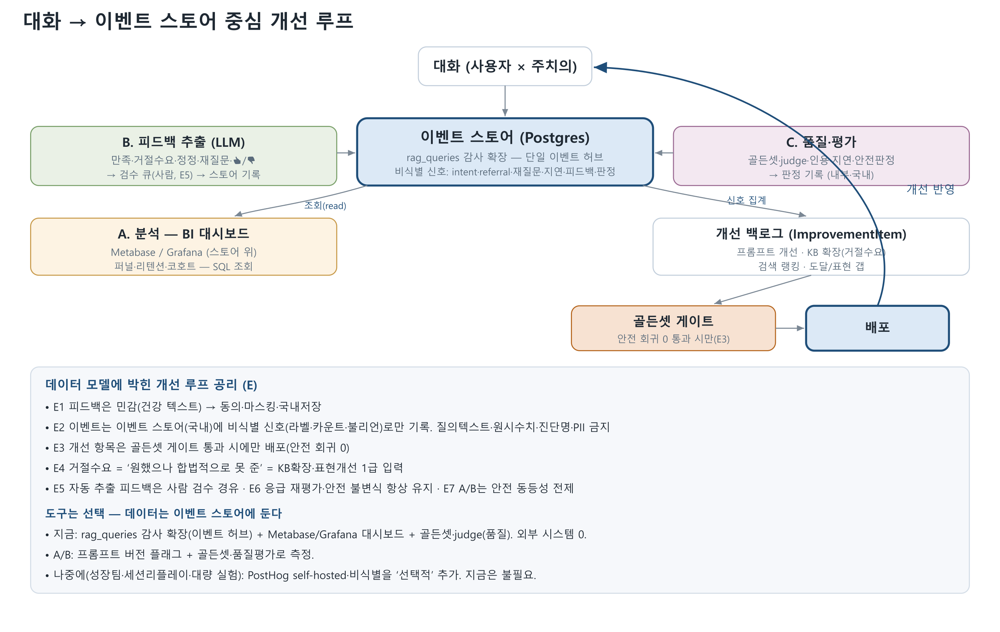 대화 → 이벤트 스토어 중심 개선 루프
대화 (사용자 × 주치의)
B. 피드백 추출 (LLM)
만족·거절수요·정정·재질문·👍/👎
→ 검수 큐(사람, E5) → 스토어 기록
이벤트 스토어 (Postgres)
rag_queries 감사 확장 — 단일 이벤트 허브
비식별 신호: intent·referral·재질문·지연·피드백·판정
C. 품질·평가
골든셋·judge·인용·지연·안전판정
→ 판정 기록 (내부·국내)
개선 반영
조회(read)
신호 집계
A. 분석 — BI 대시보드
Metabase / Grafana (스토어 위)
퍼널·리텐션·코호트 — SQL 조회
개선 백로그 (ImprovementItem)
프롬프트 개선 · KB 확장(거절수요)
검색 랭킹 · 도달/표현 갭
골든셋 게이트
안전 회귀 0 통과 시만(E3)
배포
데이터 모델에 박힌 개선 루프 공리 (E)
• E1 피드백은 민감(건강 텍스트) → 동의·마스킹·국내저장
• E2 이벤트는 이벤트 스토어(국내)에 비식별 신호(라벨·카운트·불리언)로만 기록. 질의텍스트·원시수치·진단명·PII 금지
• E3 개선 항목은 골든셋 게이트 통과 시에만 배포(안전 회귀 0)
• E4 거절수요 = ‘원했으나 합법적으로 못 준’ = KB확장·표현개선 1급 입력
• E5 자동 추출 피드백은 사람 검수 경유 · E6 응급 재평가·안전 불변식 항상 유지 · E7 A/B는 안전 동등성 전제
도구는 선택 — 데이터는 이벤트 스토어에 둔다
• 지금: rag_queries 감사 확장(이벤트 허브) + Metabase/Grafana 대시보드 + 골든셋·judge(품질). 외부 시스템 0.
• A/B: 프롬프트 버전 플래그 + 골든셋·품질평가로 측정.
• 나중에(성장팀·세션리플레이·대량 실험): PostHog self-hosted·비식별을 ‘선택적’ 추가. 지금은 불필요.